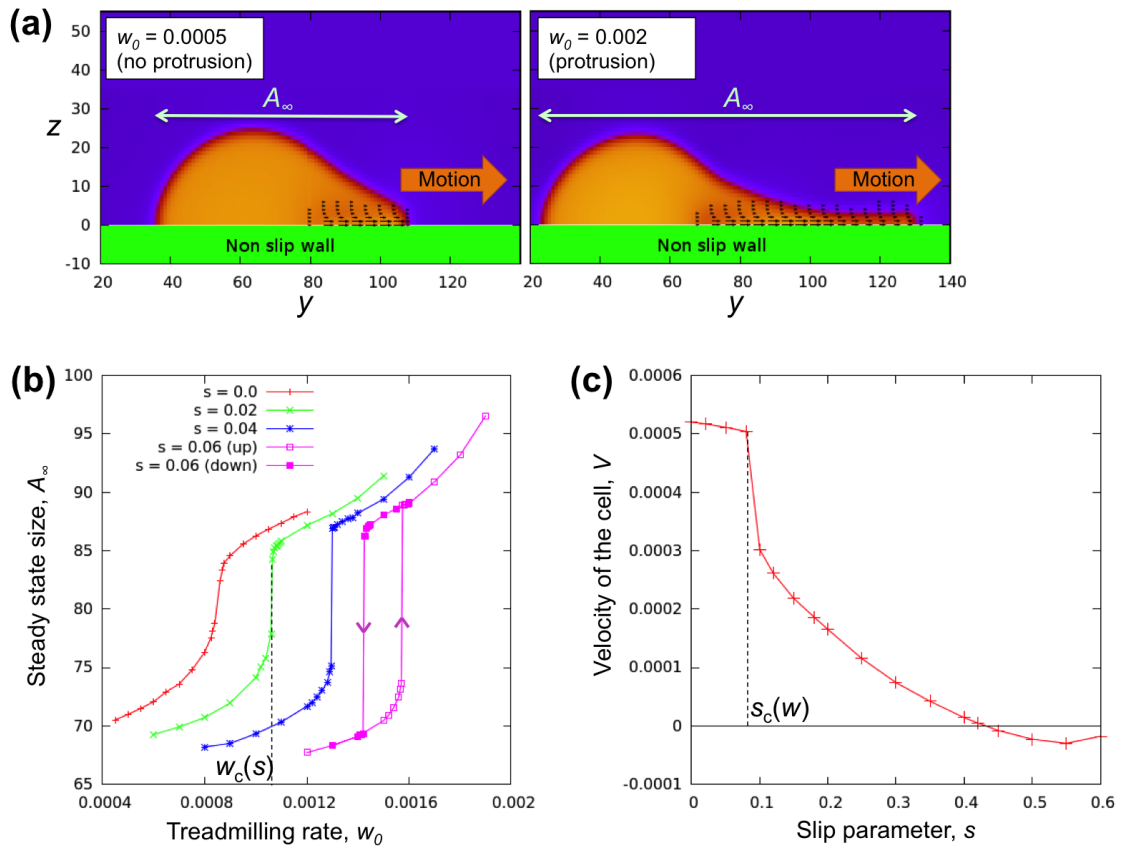 (a)
w₀ = 0.0005
(no protrusion)
A∞
Motion
Non slip wall
z
50
40
30
20
10
0
-10
20
40
60
80
100
120
y
w₀ = 0.002
(protrusion)
A∞
Motion
Non slip wall
20
40
60
80
100
120
140
y
(b)
100
95
90
85
80
75
70
65
Steady state size, A∞
s = 0.0
s = 0.02
s = 0.04
s = 0.06 (up)
s = 0.06 (down)
w_c(s)
0.0004
0.0008
0.0012
0.0016
0.002
Treadmilling rate, w₀
(c)
0.0006
0.0005
0.0004
0.0003
0.0002
0.0001
0
-0.0001
Velocity of the cell, V
s_c(w)
0
0.1
0.2
0.3
0.4
0.5
0.6
Slip parameter, s